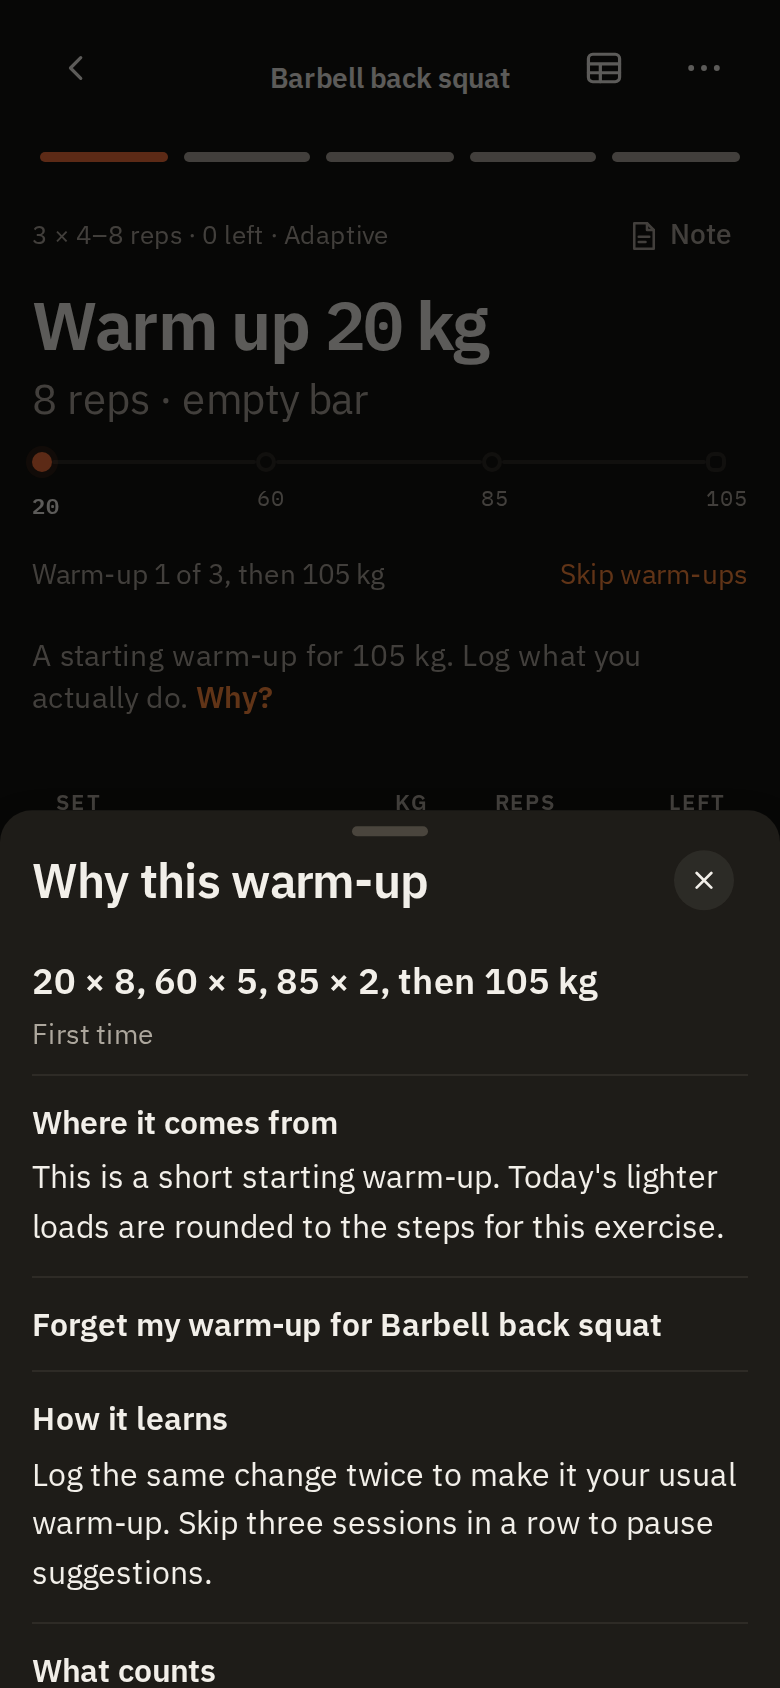 Barbell back squat
3 × 4–8 reps · 0 left · Adaptive
Note
Warm up 20 kg
8 reps · empty bar
20 60 85 105
Warm-up 1 of 3, then 105 kg
Skip warm-ups
A starting warm-up for 105 kg. Log what you
actually do. Why?
SET KG REPS LEFT
Why this warm-up
20 × 8, 60 × 5, 85 × 2, then 105 kg
First time
Where it comes from
This is a short starting warm-up. Today's lighter
loads are rounded to the steps for this exercise.
Forget my warm-up for Barbell back squat
How it learns
Log the same change twice to make it your usual
warm-up. Skip three sessions in a row to pause
suggestions.
What counts